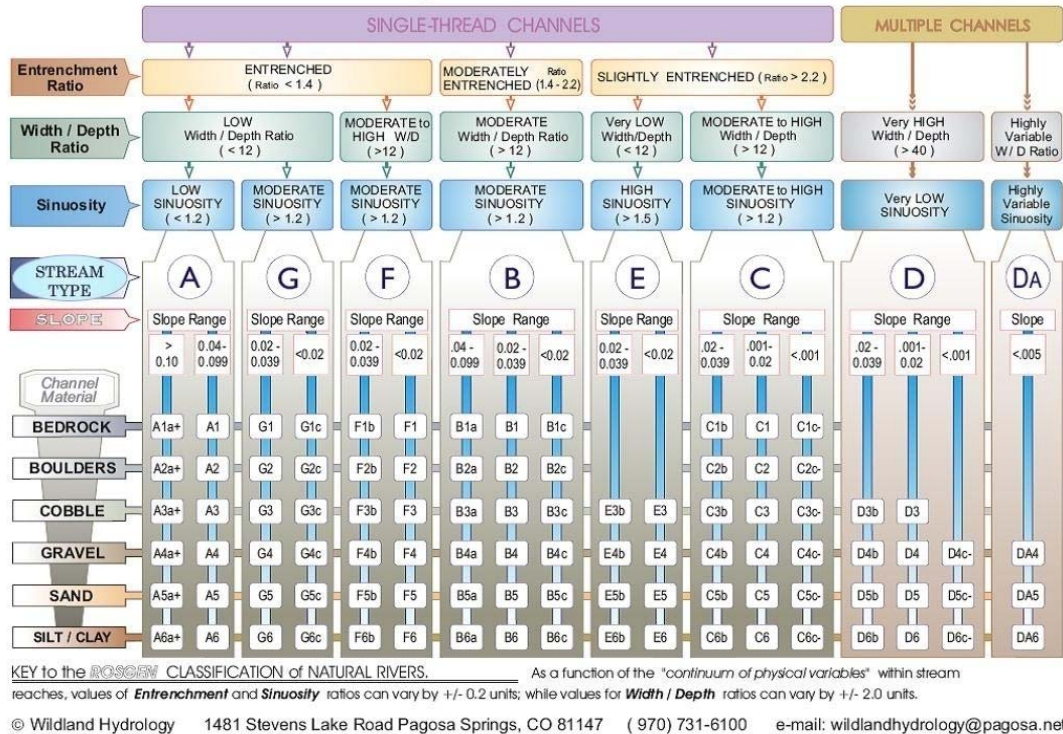 SINGLE-THREAD CHANNELS MULTIPLE CHANNELS
Entrenchment Ratio
ENTRENCHED
( Ratio < 1.4 )
MODERATELY ENTRENCHED Ratio (1.4 - 2.2)
SLIGHTLY ENTRENCHED ( Ratio > 2.2 )
Width / Depth Ratio
LOW
Width / Depth Ratio
( < 12 )
MODERATE to
HIGH W/D
( >12 )
MODERATE
Width / Depth Ratio
( > 12 )
Very LOW
Width/Depth
( < 12 )
MODERATE to HIGH
Width / Depth
( > 12 )
Very HIGH
Width / Depth
( > 40 )
Highly
Variable
W / D Ratio
Sinuosity
LOW
SINUOSITY
( < 1.2 )
MODERATE
SINUOSITY
( > 1.2 )
MODERATE
SINUOSITY
( > 1.2 )
MODERATE
SINUOSITY
( > 1.2 )
HIGH
SINUOSITY
( > 1.5 )
MODERATE to HIGH
SINUOSITY
( > 1.2 )
Very LOW
SINUOSITY
Highly
Variable
Sinuosity
STREAM
TYPE
A G F B E C D DA
SLOPE
Slope Range Slope Range Slope Range Slope Range Slope Range Slope Range Slope Range Slope
> 0.10 0.04-0.099 0.02-0.039 <0.02 0.02-0.039 <0.02 .04-0.099 0.02-0.039 <0.02 0.02-0.039 <0.02 .02-0.039 .001-0.02 <.001 .02-0.039 .001-0.02 <.001 <.005
Channel
Material
BEDROCK A1a+ A1 G1 G1c F1b F1 B1a B1 B1c C1b C1 C1c-
BOULDERS A2a+ A2 G2 G2c F2b F2 B2a B2 B2c C2b C2 C2c-
COBBLE A3a+ A3 G3 G3c F3b F3 B3a B3 B3c E3b E3 C3b C3 C3c- D3b D3
GRAVEL A4a+ A4 G4 G4c F4b F4 B4a B4 B4c E4b E4 C4b C4 C4c- D4b D4 D4c- DA4
SAND A5a+ A5 G5 G5c F5b F5 B5a B5 B5c E5b E5 C5b C5 C5c- D5b D5 D5c- DA5
SILT / CLAY A6a+ A6 G6 G6c F6b F6 B6a B6 B6c E6b E6 C6b C6 C6c- D6b D6 D6c- DA6
KEY to the ROSGEN CLASSIFICATION of NATURAL RIVERS. As a function of the "continuum of physical variables" within stream
reaches, values of Entrenchment and Sinuosity ratios can vary by +/- 0.2 units; while values for Width / Depth ratios can vary by +/- 2.0 units.
© Wildland Hydrology 1481 Stevens Lake Road Pagosa Springs, CO 81147 ( 970) 731-6100 e-mail: wildlandhydrology@pagosa.net